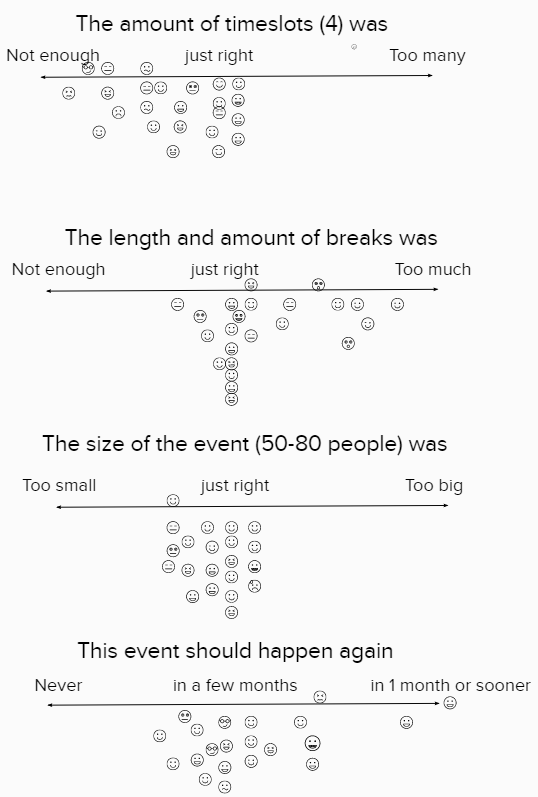 The amount of timeslots (4) was
Not enough just right Too many
The length and amount of breaks was
Not enough just right Too much
The size of the event (50-80 people) was
Too small just right Too big
This event should happen again
Never in a few months in 1 month or sooner